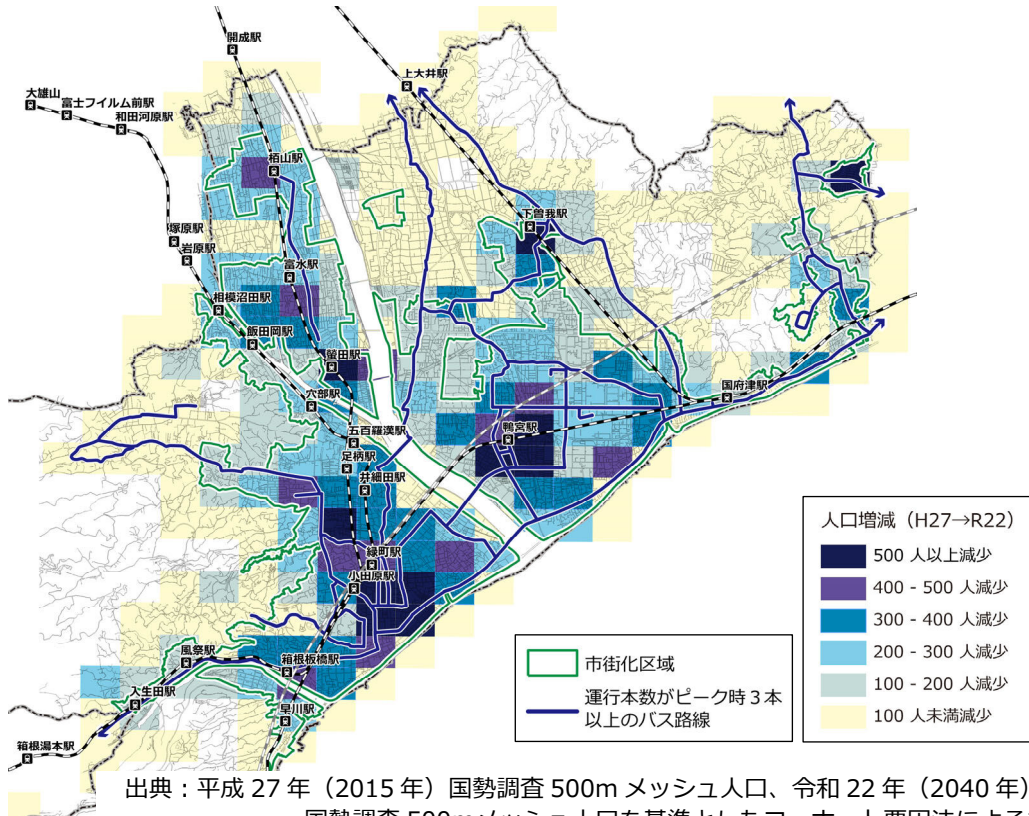 開成駅
上大井駅
大雄山
富士フイルム前駅
和田河原駅
栢山駅
下曽我駅
塚原駅
岩原駅
富水駅
相模沼田駅
飯田岡駅
螢田駅
国府津駅
穴部駅
五百羅漢駅
鴨宮駅
足柄駅
井細田駅
緑町駅
小田原駅
風祭駅
箱根板橋駅
入生田駅
早川駅
箱根湯本駅
市街化区域
運行本数がピーク時3本
以上のバス路線
人口増減（H27→R22）
500 人以上減少
400 - 500 人減少
300 - 400 人減少
200 - 300 人減少
100 - 200 人減少
100 人未満減少
出典：平成 27 年（2015 年）国勢調査 500m メッシュ人口、令和 22 年（2040 年）
国勢調査 500m メッシュ人口を基準としたコーホート要因法による